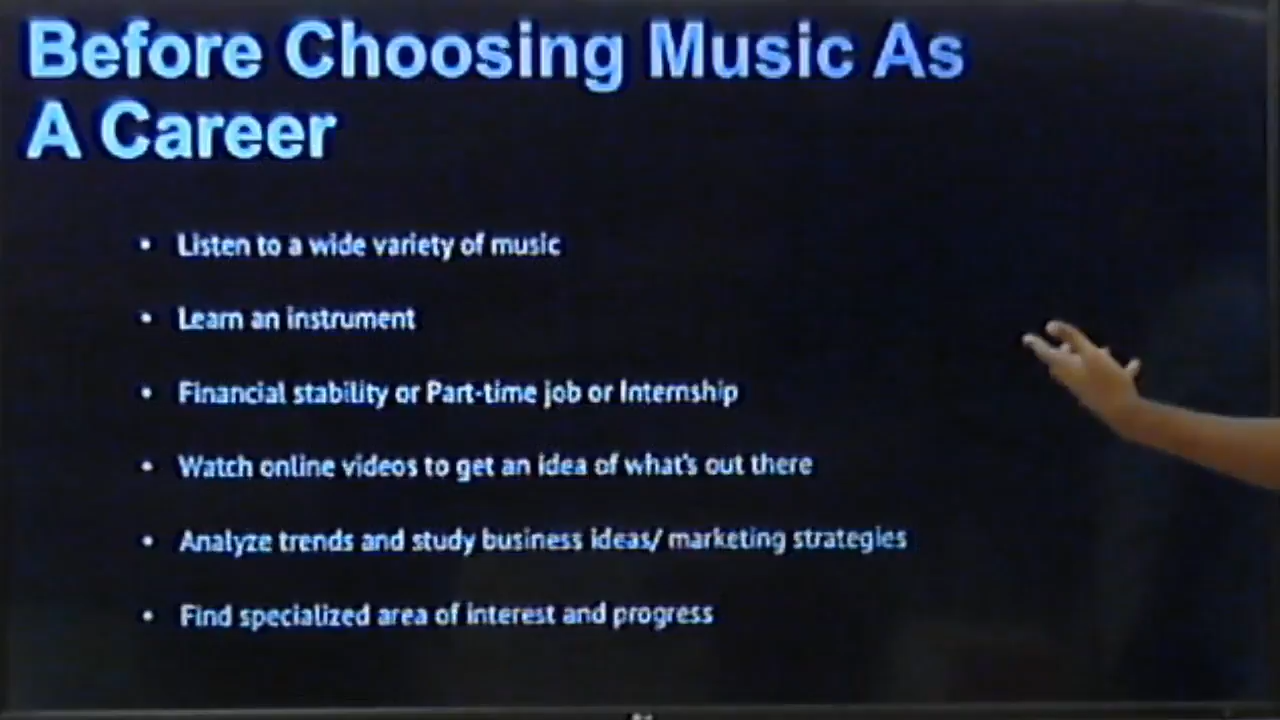 Before Choosing Music As
A Career
• Listen to a wide variety of music
• Learn an instrument
• Financial stability or Part-time job or Internship
• Watch online videos to get an idea of what's out there
• Analyze trends and study business ideas/ marketing strategies
• Find specialized area of interest and progress